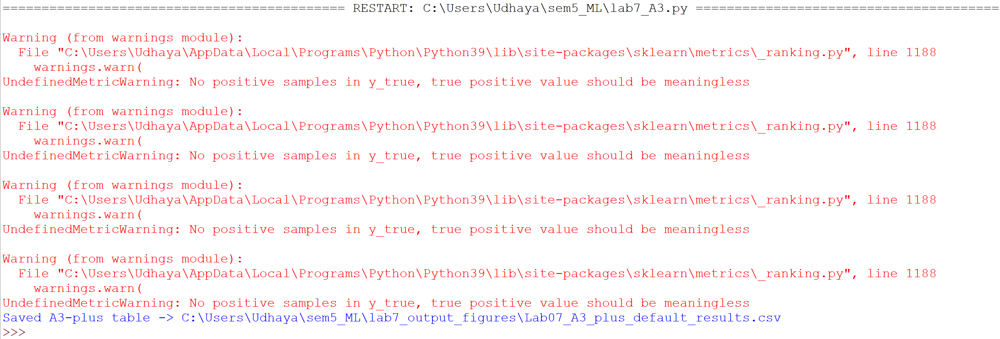 ============================================ RESTART: C:\Users\Udhaya\sem5_ML\lab7_A3.py =======================================
Warning (from warnings module):
  File "C:\Users\Udhaya\AppData\Local\Programs\Python\Python39\lib\site-packages\sklearn\metrics\_ranking.py", line 1188
    warnings.warn(
UndefinedMetricWarning: No positive samples in y_true, true positive value should be meaningless
Warning (from warnings module):
  File "C:\Users\Udhaya\AppData\Local\Programs\Python\Python39\lib\site-packages\sklearn\metrics\_ranking.py", line 1188
    warnings.warn(
UndefinedMetricWarning: No positive samples in y_true, true positive value should be meaningless
Warning (from warnings module):
  File "C:\Users\Udhaya\AppData\Local\Programs\Python\Python39\lib\site-packages\sklearn\metrics\_ranking.py", line 1188
    warnings.warn(
UndefinedMetricWarning: No positive samples in y_true, true positive value should be meaningless
Warning (from warnings module):
  File "C:\Users\Udhaya\AppData\Local\Programs\Python\Python39\lib\site-packages\sklearn\metrics\_ranking.py", line 1188
    warnings.warn(
UndefinedMetricWarning: No positive samples in y_true, true positive value should be meaningless
Saved A3-plus table -> C:\Users\Udhaya\sem5_ML\lab7_output_figures\Lab07_A3_plus_default_results.csv
>>>